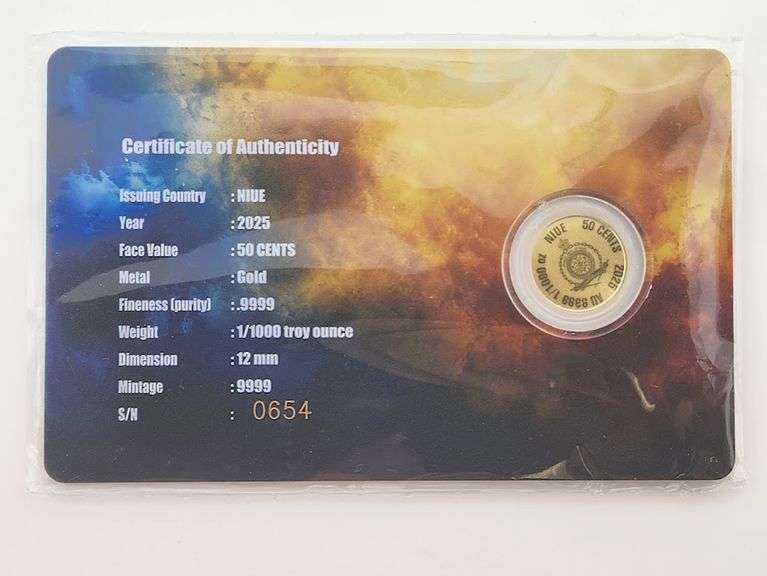 Certificate of Authenticity
Issuing Country : NIUE
Year : 2025
Face Value : 50 CENTS
Metal : Gold
Fineness (purity) : .9999
Weight : 1/1000 troy ounce
Dimension : 12 mm
Mintage : 9999
S/N : 0654
NIUE 50 CENTS 2025 AU 9999 1/1000 OZ